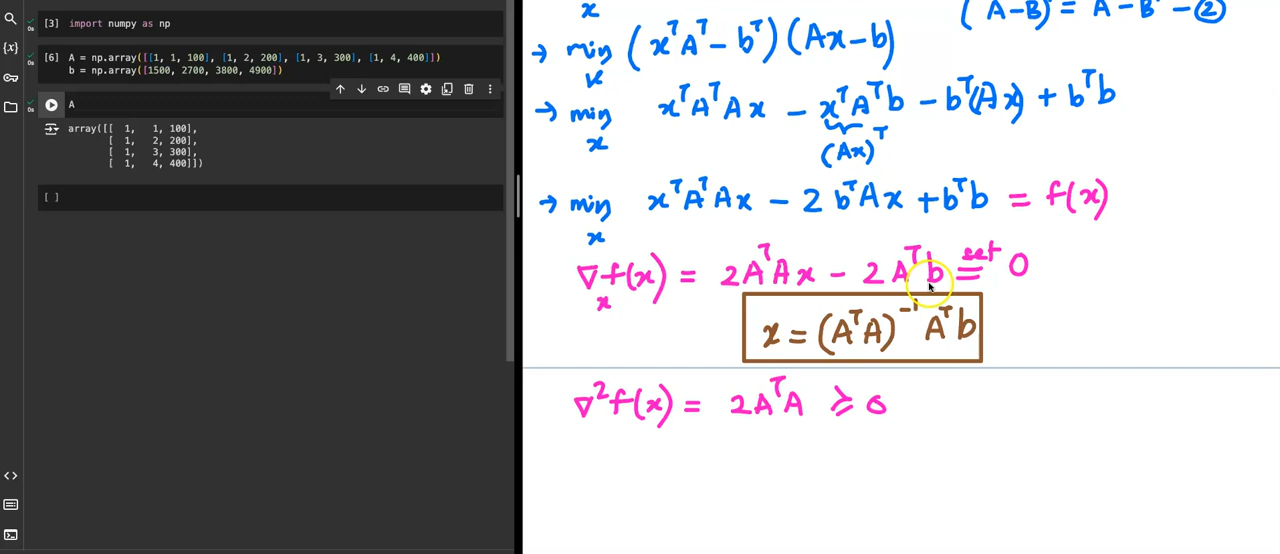 [3] import numpy as np
[6] A = np.array([[1, 1, 100], [1, 2, 200], [1, 3, 300], [1, 4, 400]])
b = np.array([1500, 2700, 3800, 4900])
A
array([[ 1, 1, 100],
[ 1, 2, 200],
[ 1, 3, 300],
[ 1, 4, 400]])
[ ]
x
(A-B)ᵀ = Aᵀ - Bᵀ - ②
→ min (xᵀAᵀ - bᵀ)(Ax - b)
x
→ min xᵀAᵀAx - xᵀAᵀb - bᵀ(Ax) + bᵀb
x
(Ax)ᵀ
→ min xᵀAᵀAx - 2bᵀAx + bᵀb = f(x)
x
∇f(x) = 2AᵀAx - 2Aᵀb set= 0
x
x = (AᵀA)⁻¹Aᵀb
∇²f(x) = 2AᵀA ≽ 0